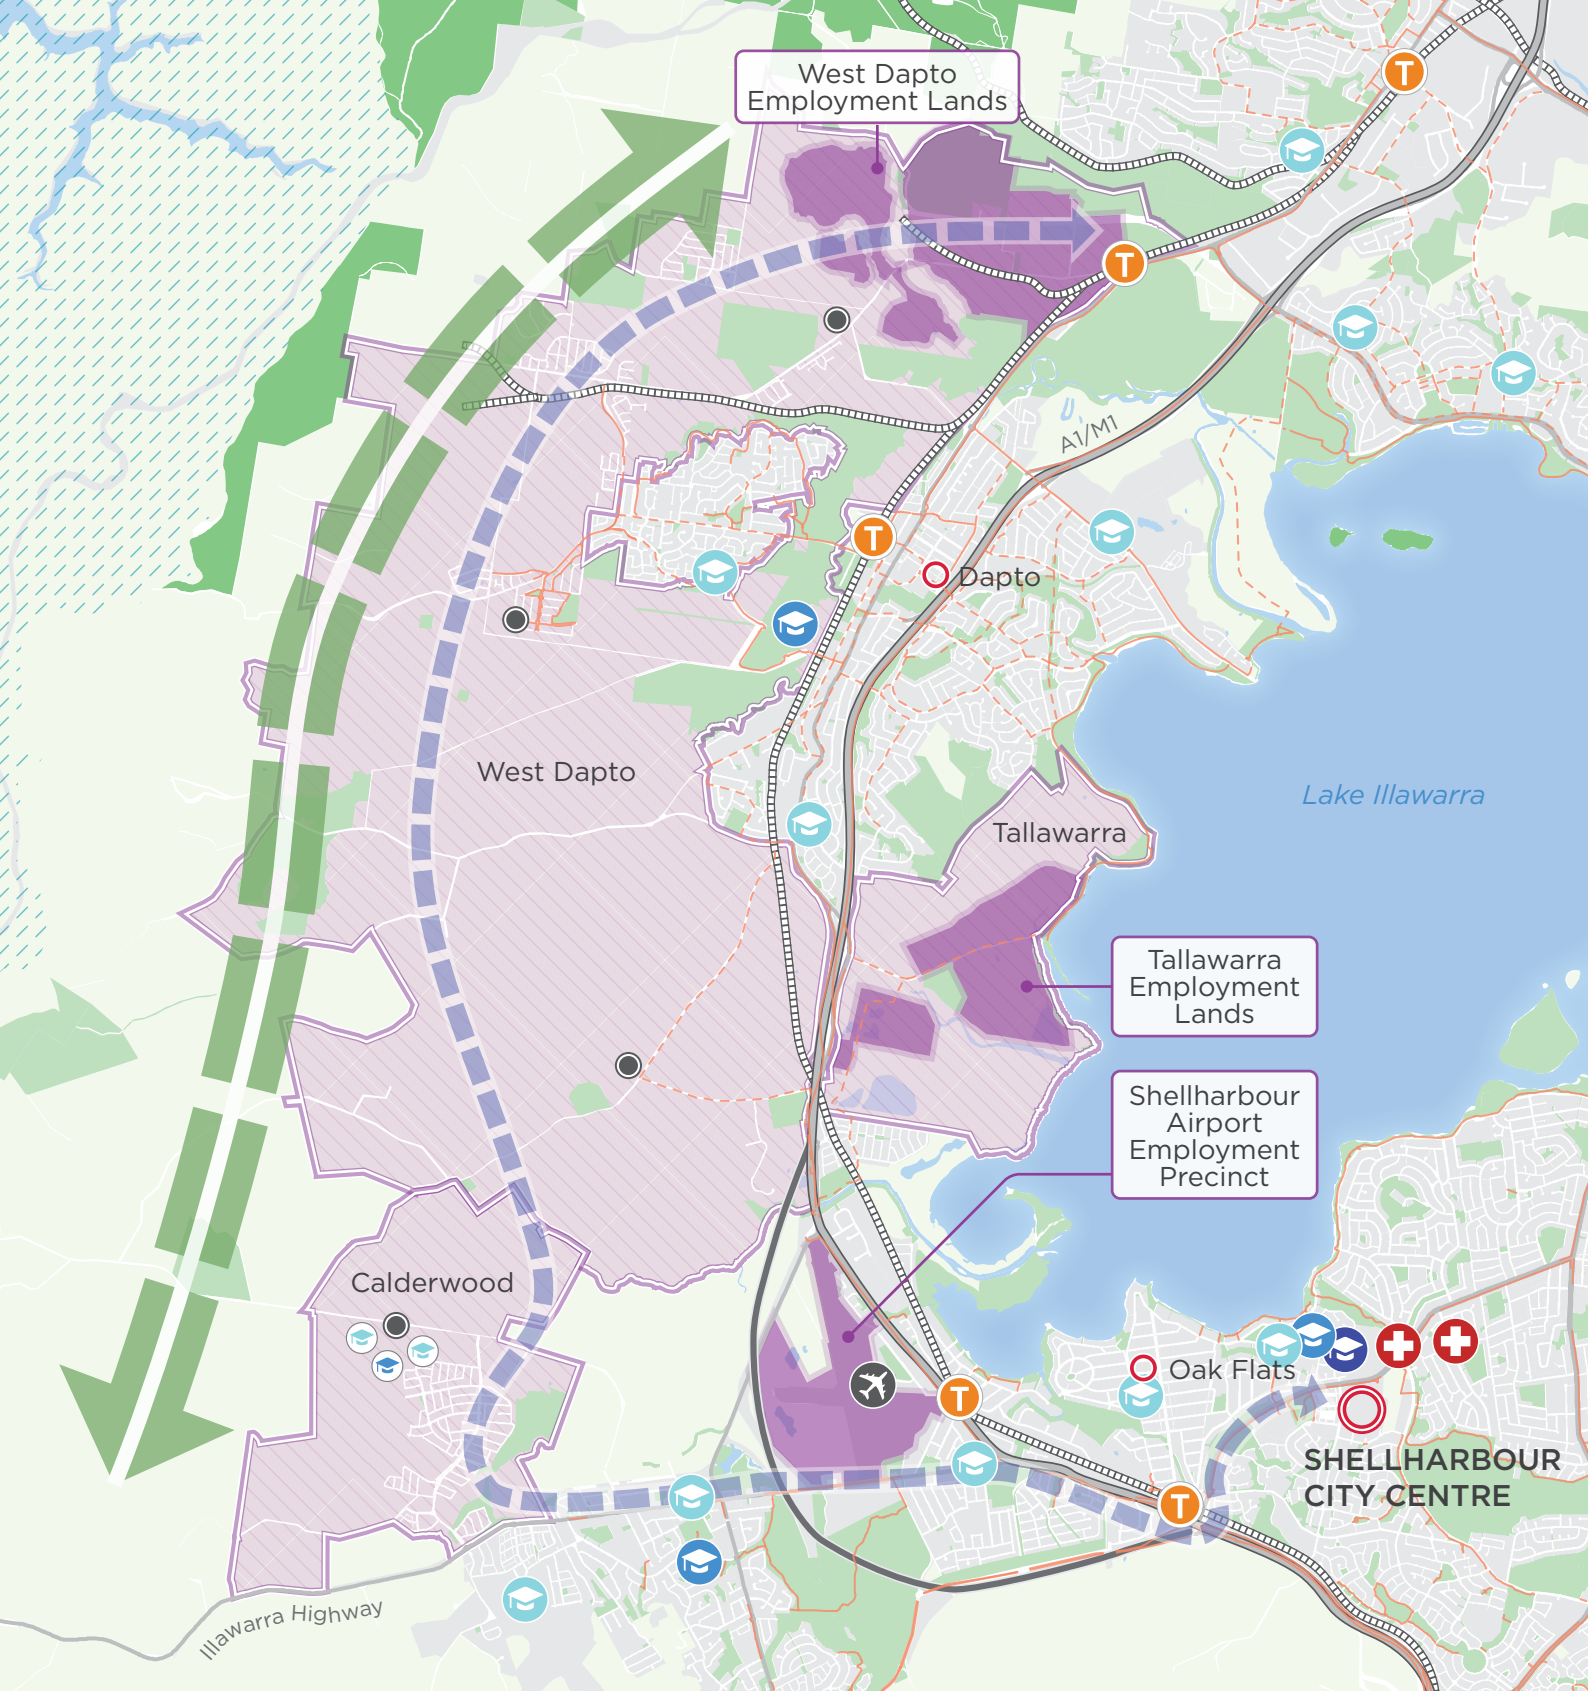 West Dapto
Employment Lands
T
T
A1/M1
T
Dapto
West Dapto
Lake Illawarra
Tallawarra
Tallawarra
Employment
Lands
Shellharbour
Airport
Employment
Precinct
Calderwood
Oak Flats
T
SHELLHARBOUR
CITY CENTRE
T
Illawarra Highway